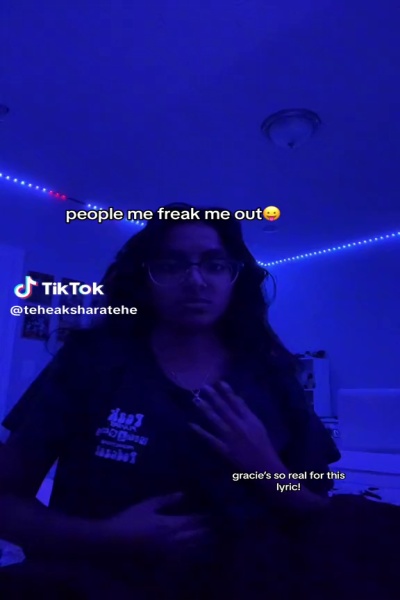 people me freak me out😛
TikTok
@teheaksharatehe
gracie's so real for this
lyric!